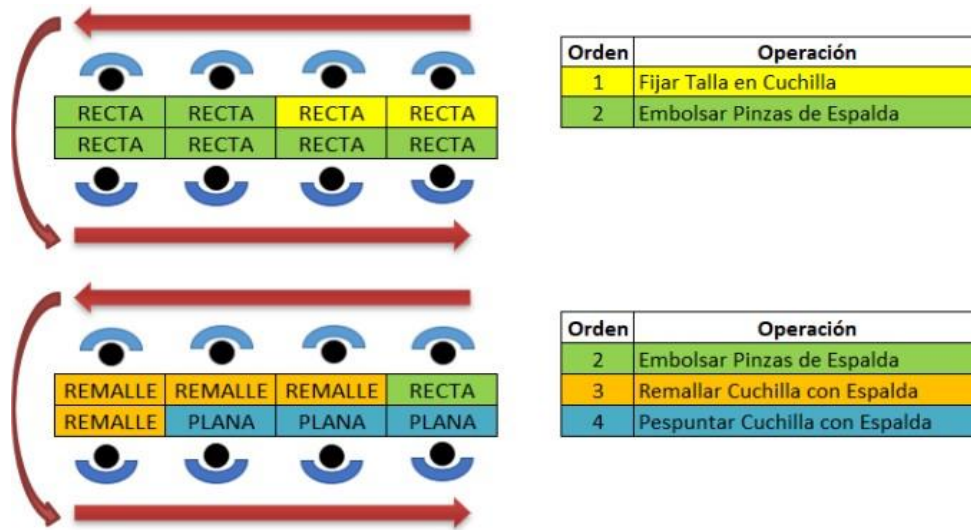 Orden Operación
1 Fijar Talla en Cuchilla
2 Embolsar Pinzas de Espalda
RECTA RECTA RECTA RECTA
RECTA RECTA RECTA RECTA
Orden Operación
2 Embolsar Pinzas de Espalda
3 Remallar Cuchilla con Espalda
4 Pespuntar Cuchilla con Espalda
REMALLE REMALLE REMALLE RECTA
REMALLE PLANA PLANA PLANA